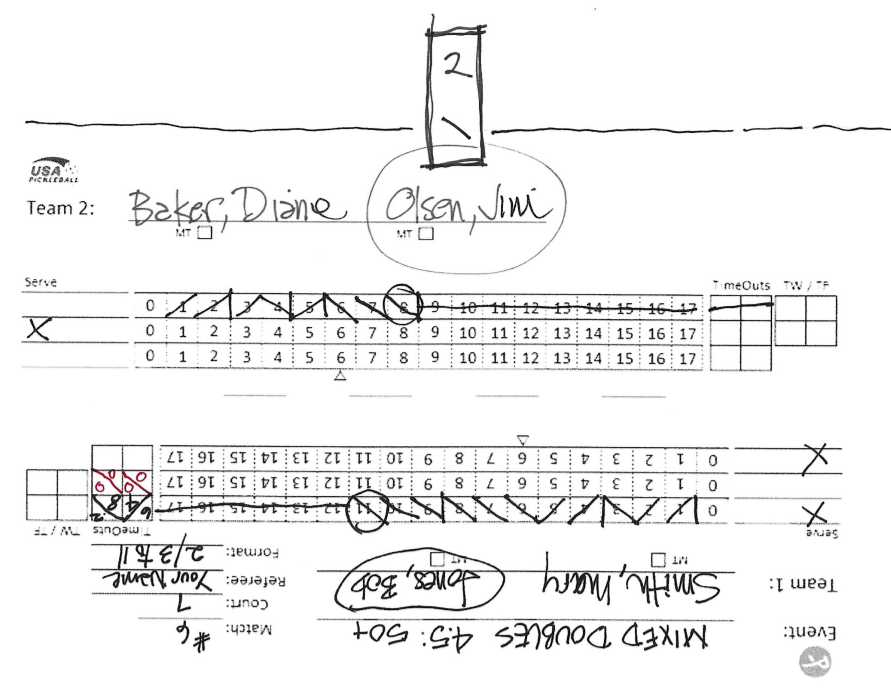 2
USA
PICKLEBALL
Team 2: Baker, Diane Olsen, Jim
MT MT
Serve TimeOuts TW / TF
0 1 2 3 4 5 6 7 8 9 10 11 12 13 14 15 16 17
X 0 1 2 3 4 5 6 7 8 9 10 11 12 13 14 15 16 17
0 1 2 3 4 5 6 7 8 9 10 11 12 13 14 15 16 17
Event: MIXED DOUBLES 4.5: 50+ Match: #6
Court: 7
Team 1: Smith, Mary Jones, Bob Referee: Your Name
MT MT Format: 2/3 to 11
Serve TimeOuts TW / TF
X 0 1 2 3 4 5 6 7 8 9 10 11 12 13 14 15 16 17 6 4 8 2
0 1 2 3 4 5 6 7 8 9 10 11 12 13 14 15 16 17 0 0 0 0
X 0 1 2 3 4 5 6 7 8 9 10 11 12 13 14 15 16 17